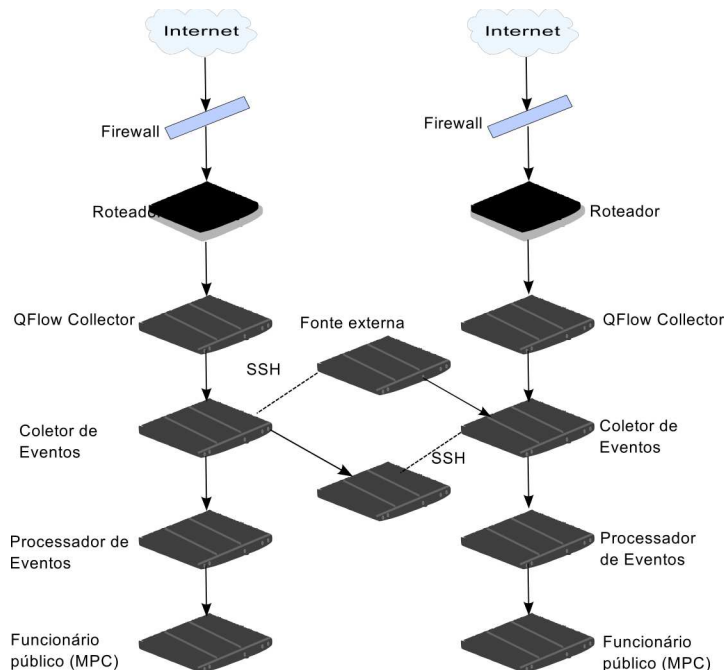 Internet
Internet
Firewall
Firewall
Roteador
Roteador
QFlow Collector
Fonte externa
QFlow Collector
SSH
Coletor de
Eventos
SSH
Coletor de
Eventos
Processador de
Eventos
Processador
de Eventos
Funcionário
público (MPC)
Funcionário
público (MPC)